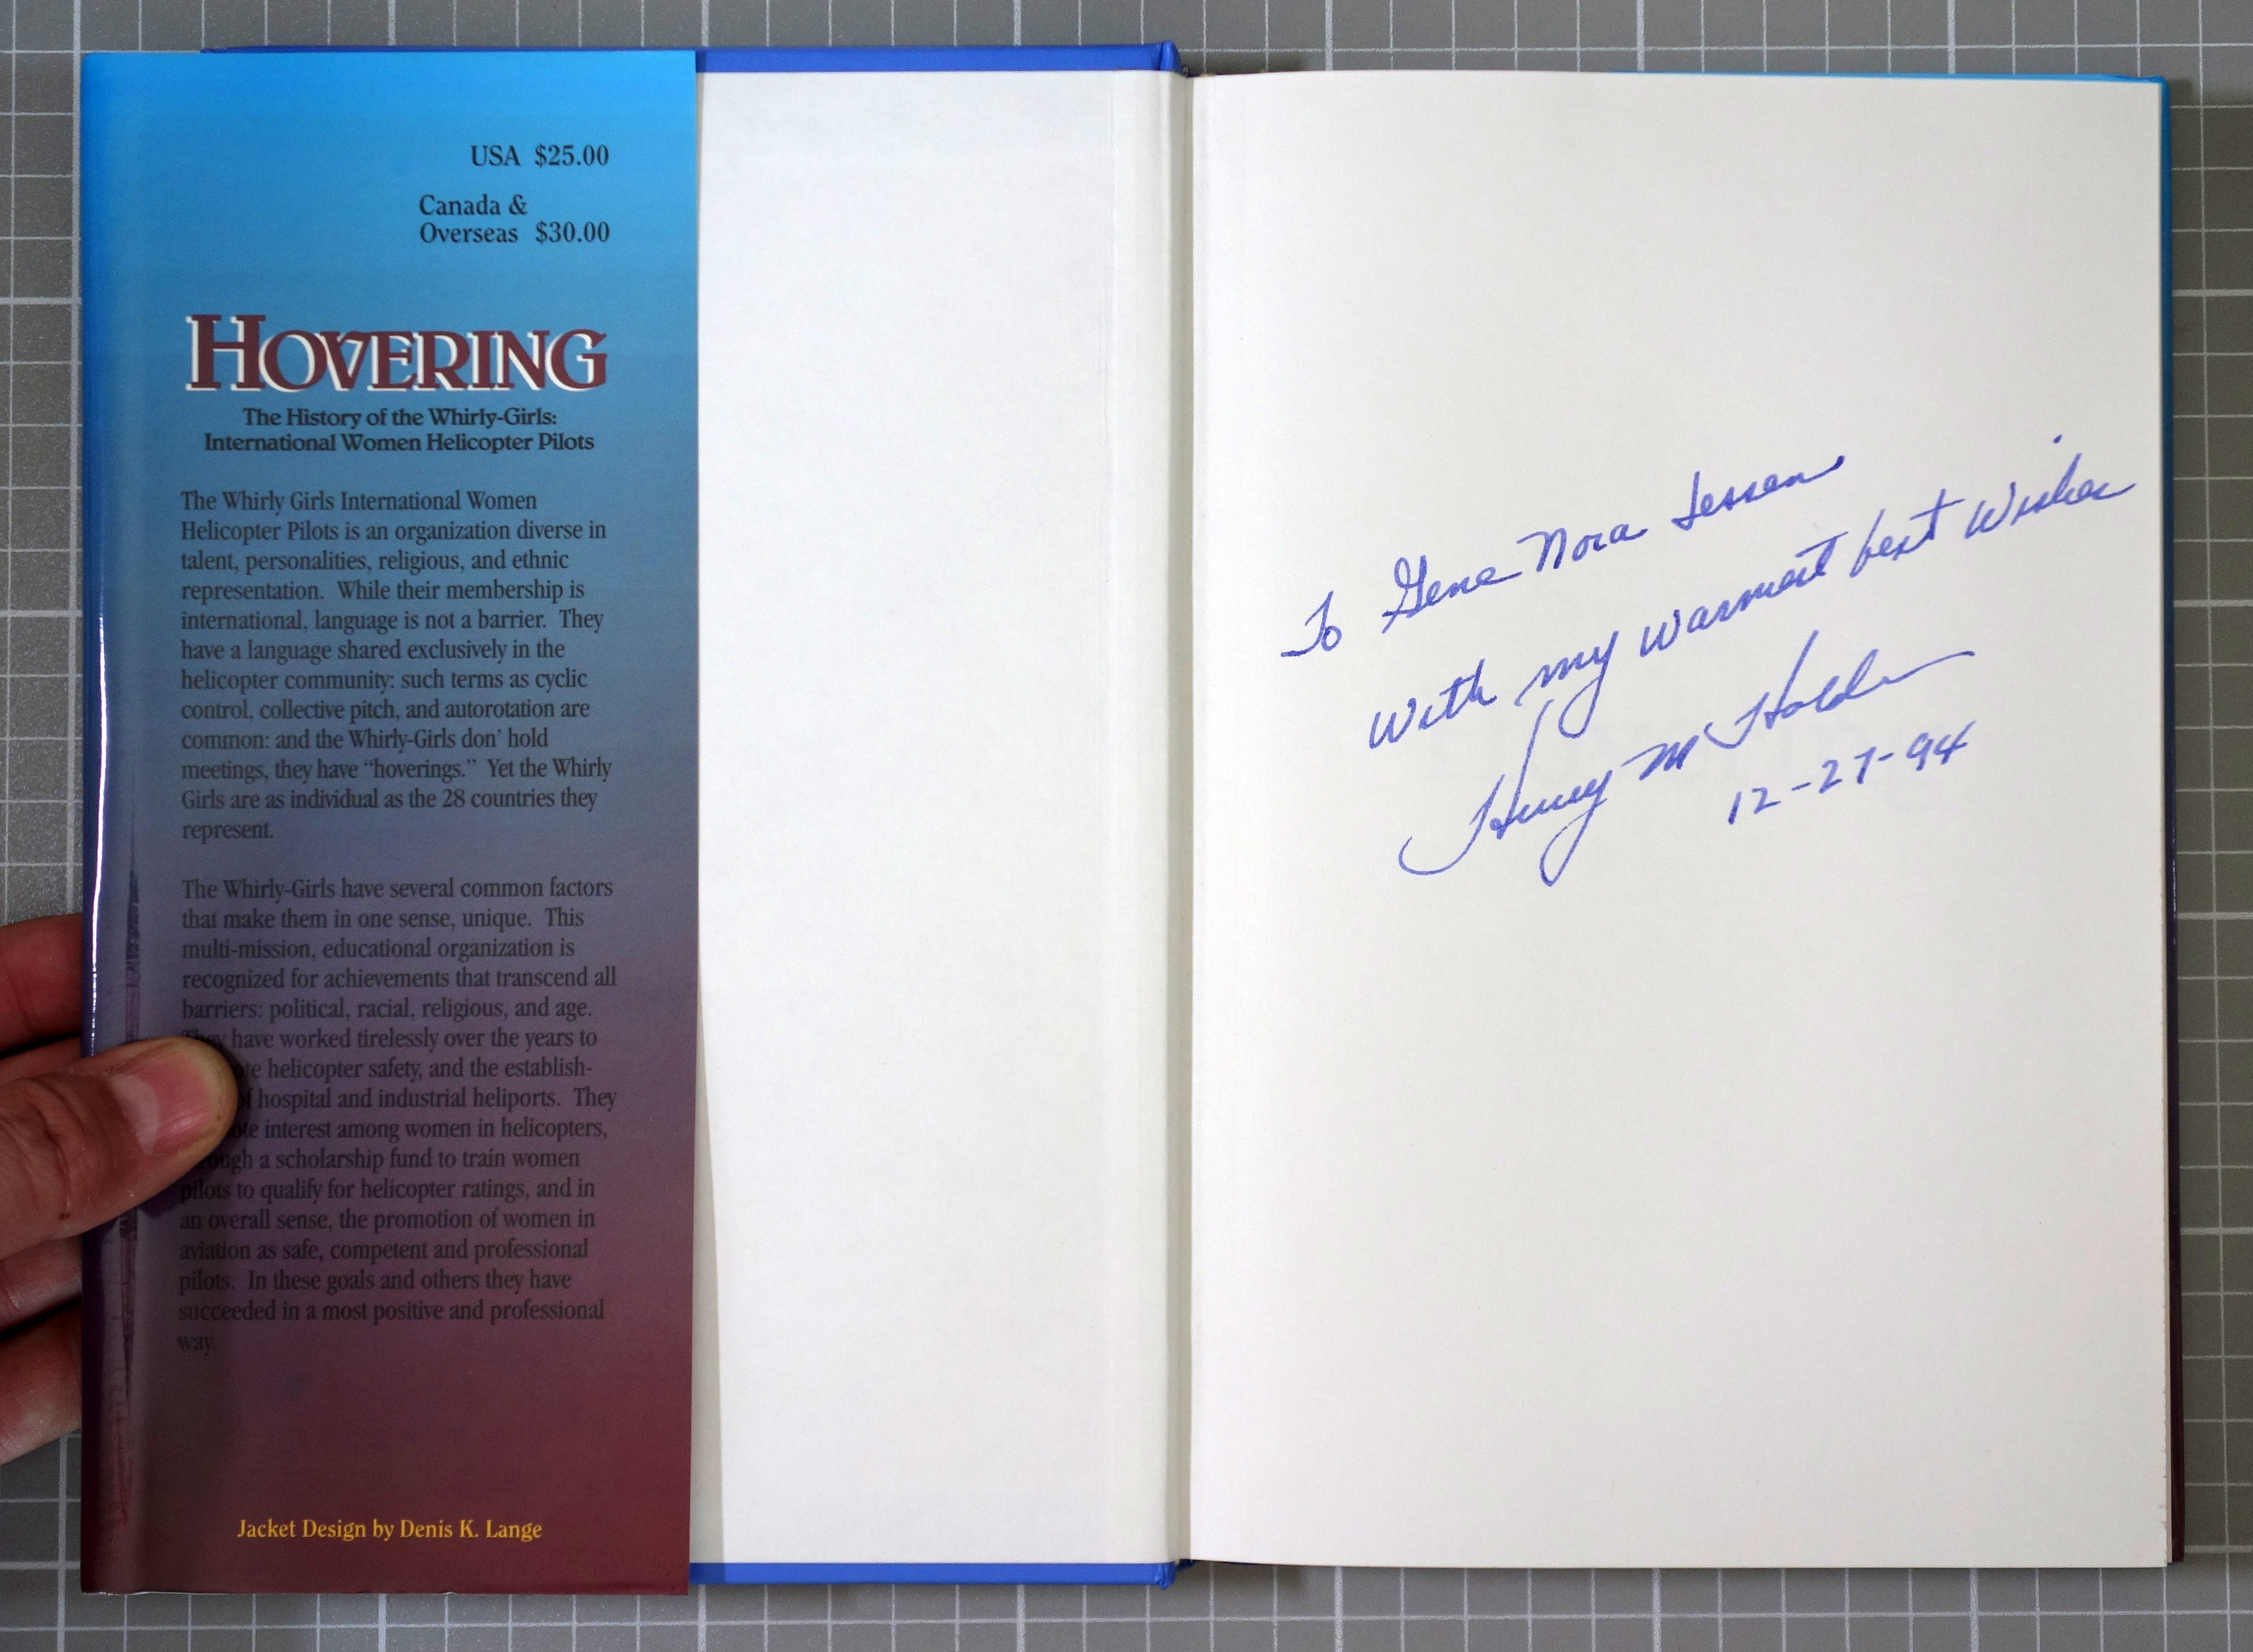 USA $25.00
Canada &
Overseas $30.00
HOVERING
The History of the Whirly-Girls:
International Women Helicopter Pilots
The Whirly Girls International Women
Helicopter Pilots is an organization diverse in
talent, personalities, religious, and ethnic
representation. While their membership is
international, language is not a barrier. They
have a language shared exclusively in the
helicopter community: such terms as cyclic
control, collective pitch, and autorotation are
common: and the Whirly-Girls don' hold
meetings, they have “hoverings.” Yet the Whirly
Girls are as individual as the 28 countries they
represent.
The Whirly-Girls have several common factors
that make them in one sense, unique. This
multi-mission, educational organization is
recognized for achievements that transcend all
barriers: political, racial, religious, and age.
They have worked tirelessly over the years to
helicopter safety, and the establish-
of hospital and industrial heliports. They
interest among women in helicopters,
through a scholarship fund to train women
pilots to qualify for helicopter ratings, and in
an overall sense, the promotion of women in
aviation as safe, competent and professional
pilots. In these goals and others they have
succeeded in a most positive and professional
way.
Jacket Design by Denis K. Lange
To Gene Nora Jessen
With my warmest best wishes
Henry M Holden
12-27-94